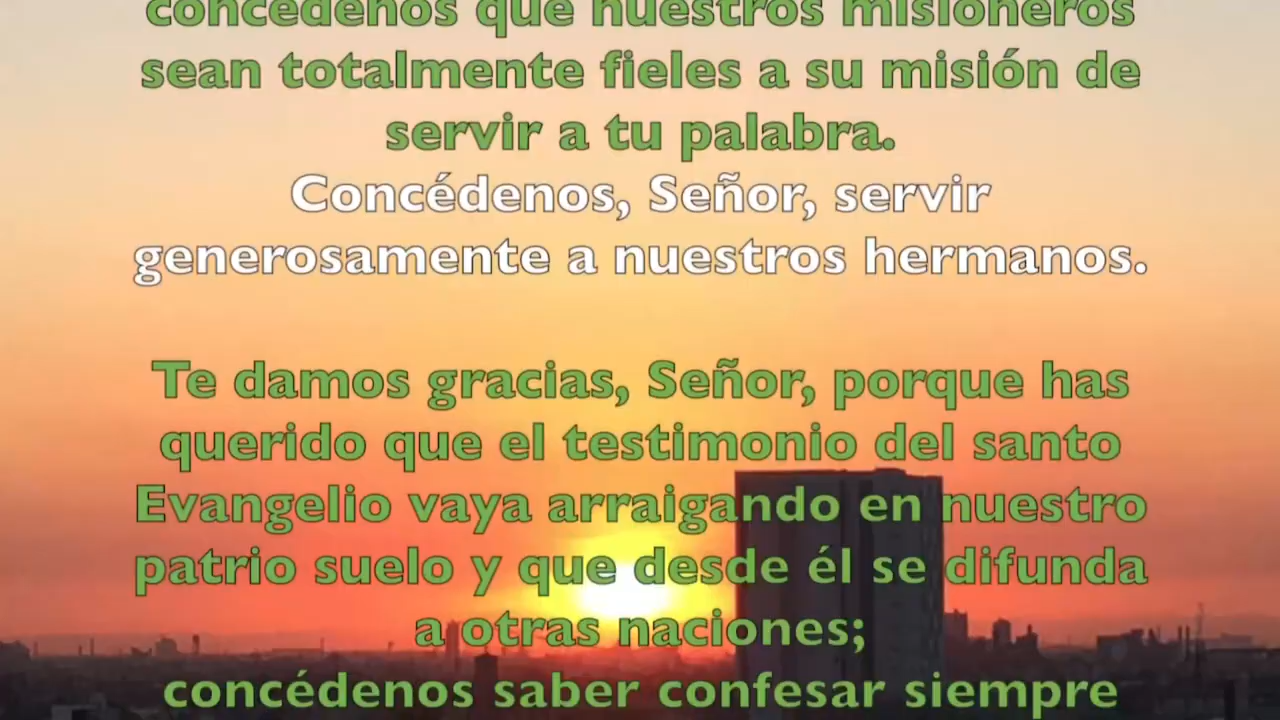 concédenos que nuestros misioneros
sean totalmente fieles a su misión de
servir a tu palabra.
Concédenos, Señor, servir
generosamente a nuestros hermanos.
Te damos gracias, Señor, porque has
querido que el testimonio del santo
Evangelio vaya arraigando en nuestro
patrio suelo y que desde él se difunda
a otras naciones;
concédenos saber confesar siempre